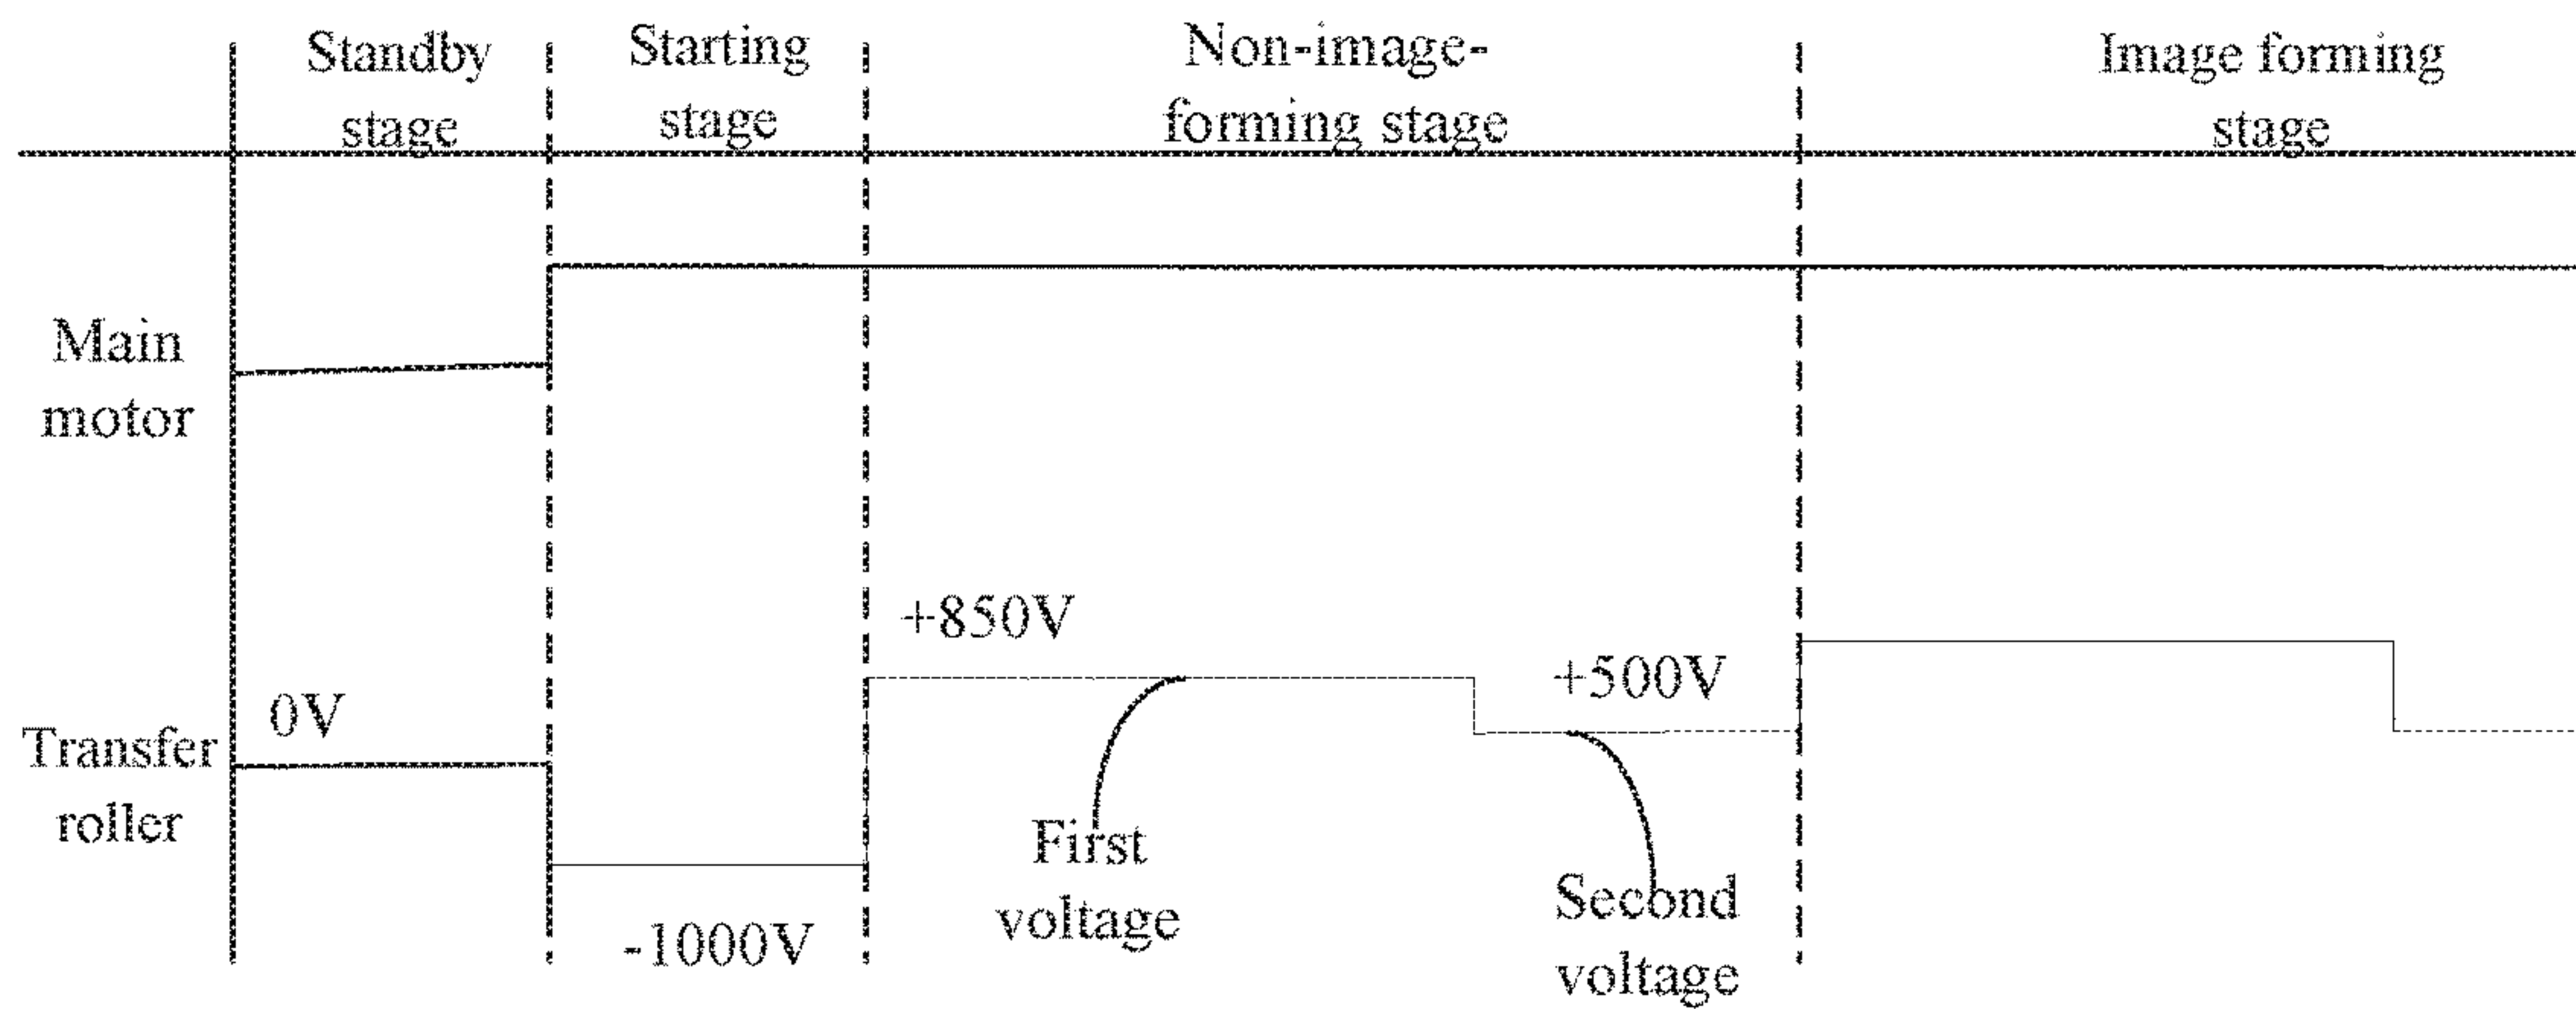 Standby
stage
Starting
stage
Non-image-
forming stage
Image forming
stage
Main
motor
Transfer
roller
0V
-1000V
+850V
First
voltage
+500V
Second
voltage